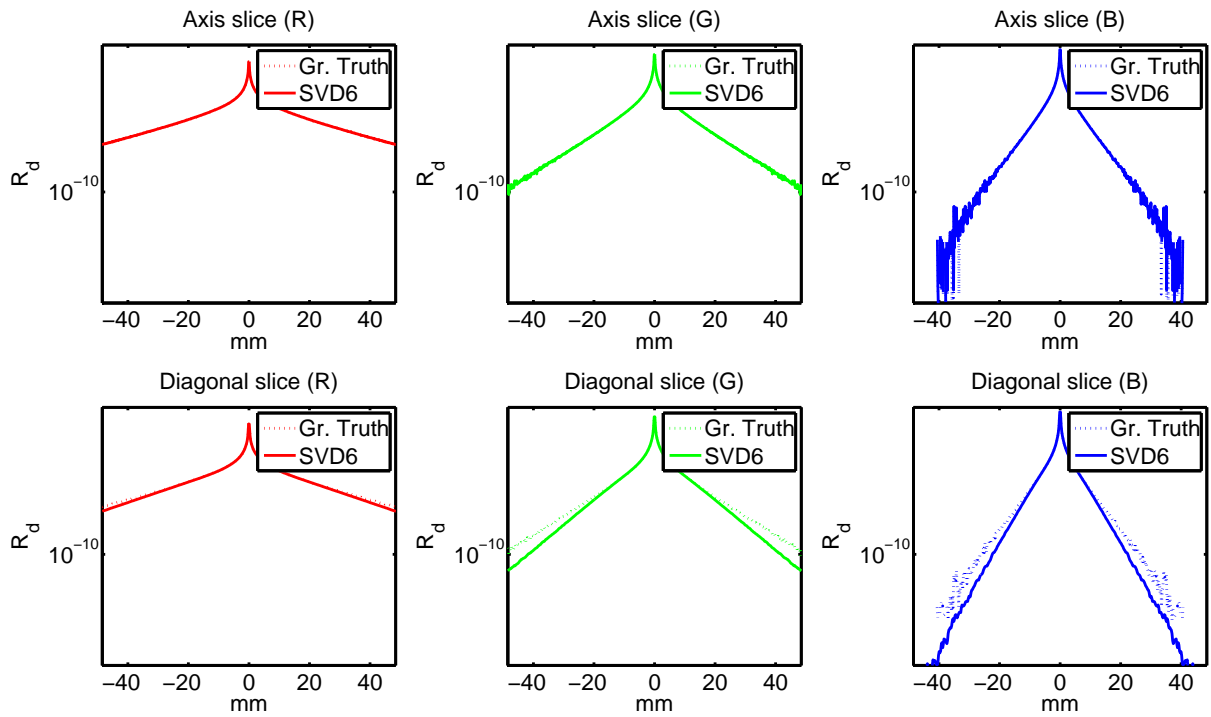 Axis slice (R)
Axis slice (G)
Axis slice (B)
Gr. Truth
SVD6
Gr. Truth
SVD6
Gr. Truth
SVD6
R_d
10^−10
R_d
10^−10
R_d
10^−10
−40 −20 0 20 40
−40 −20 0 20 40
−40 −20 0 20 40
mm
mm
mm
Diagonal slice (R)
Diagonal slice (G)
Diagonal slice (B)
Gr. Truth
SVD6
Gr. Truth
SVD6
Gr. Truth
SVD6
R_d
10^−10
R_d
10^−10
R_d
10^−10
−40 −20 0 20 40
−40 −20 0 20 40
−40 −20 0 20 40
mm
mm
mm